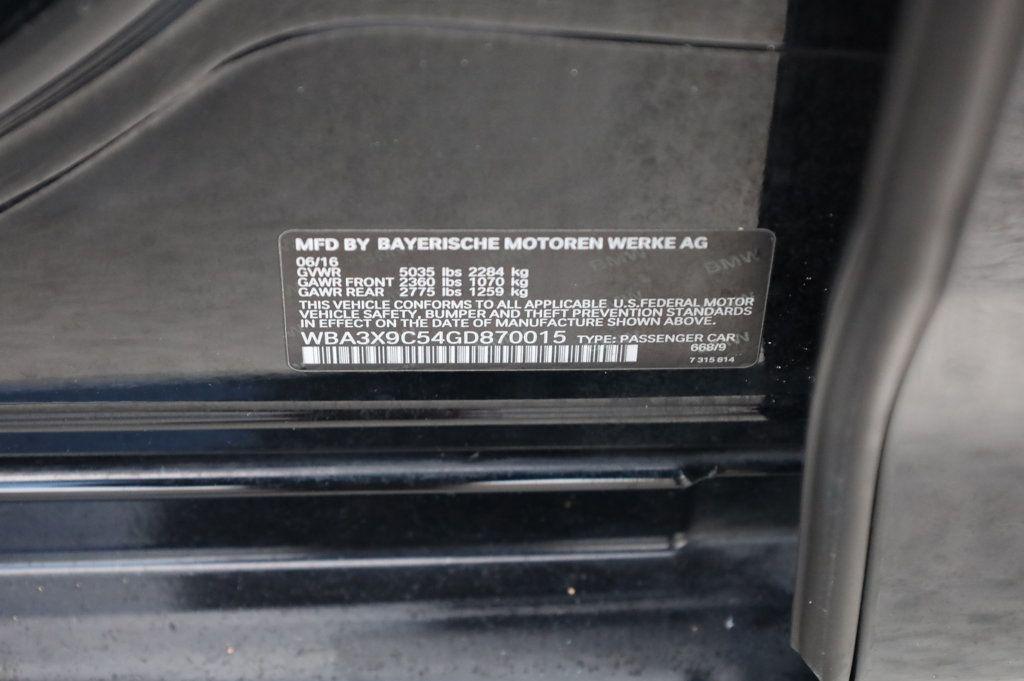 MFD BY BAYERISCHE MOTOREN WERKE AG
06/16
GVWR 5035 lbs 2284 kg
GAWR FRONT 2360 lbs 1070 kg
GAWR REAR 2775 lbs 1259 kg
THIS VEHICLE CONFORMS TO ALL APPLICABLE U.S.FEDERAL MOTOR
VEHICLE SAFETY, BUMPER AND THEFT PREVENTION STANDARDS
IN EFFECT ON THE DATE OF MANUFACTURE SHOWN ABOVE.
WBA3X9C54GD870015 TYPE: PASSENGER CAR
668/9
7 315 814
BMW